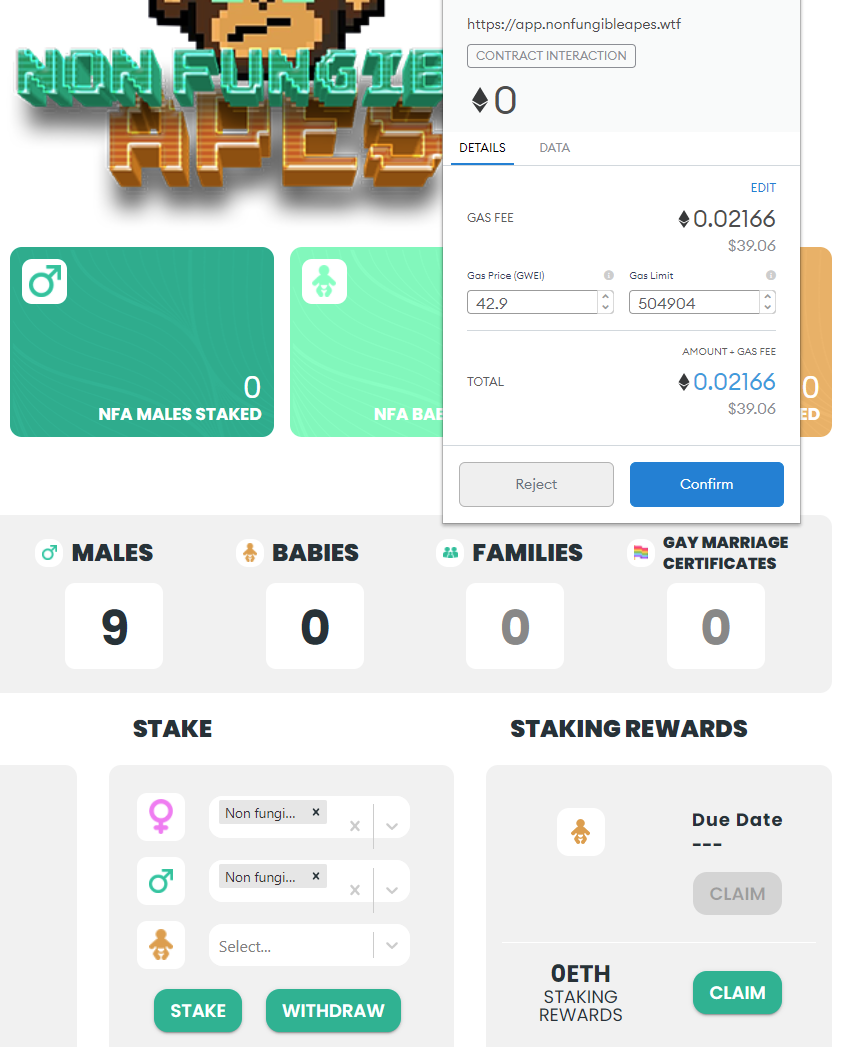 NON FUNGIB
APES
https://app.nonfungibleapes.wtf
CONTRACT INTERACTION
0
DETAILS
DATA
EDIT
GAS FEE
0.02166
$39.06
Gas Price (GWEI)
Gas Limit
42.9
504904
AMOUNT + GAS FEE
TOTAL
0.02166
$39.06
Reject
Confirm
0
NFA MALES STAKED
NFA BAB
0
ED
MALES
BABIES
FAMILIES
GAY MARRIAGE
CERTIFICATES
9
0
0
0
STAKE
Non fungi...
Non fungi...
Select...
STAKE
WITHDRAW
STAKING REWARDS
Due Date
---
CLAIM
0ETH
STAKING
REWARDS
CLAIM